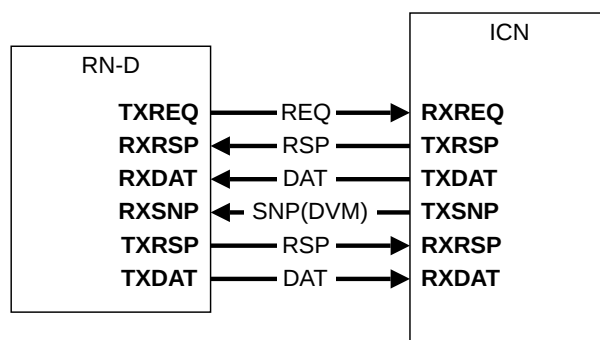 ICN
RN-D
TXREQ REQ RXREQ
RXRSP RSP TXRSP
RXDAT DAT TXDAT
RXSNP SNP(DVM) TXSNP
TXRSP RSP RXRSP
TXDAT DAT RXDAT